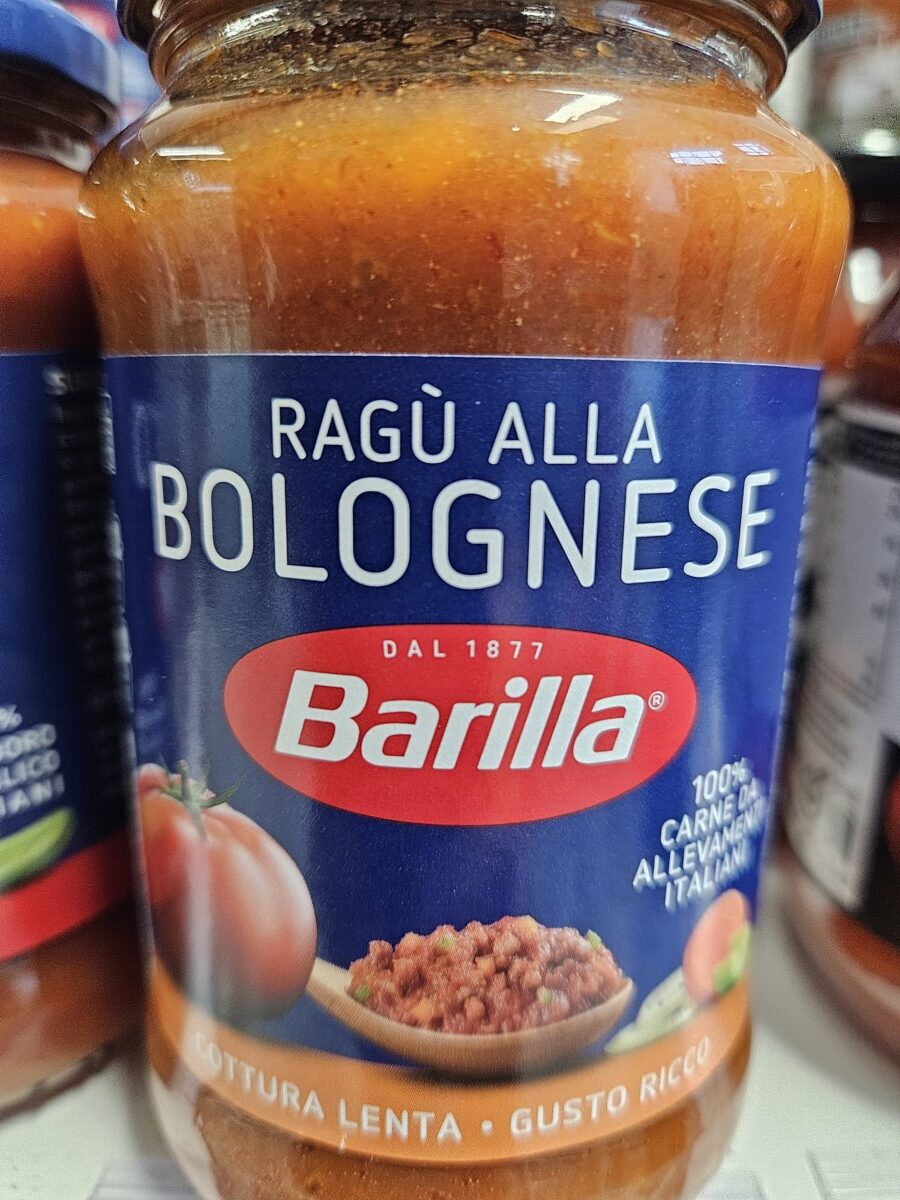 RAGÙ ALLA
BOLOGNESE
DAL 1877
Barilla®
100%
CARNE DA
ALLEVAMENTI
ITALIANI
COTTURA LENTA • GUSTO RICCO